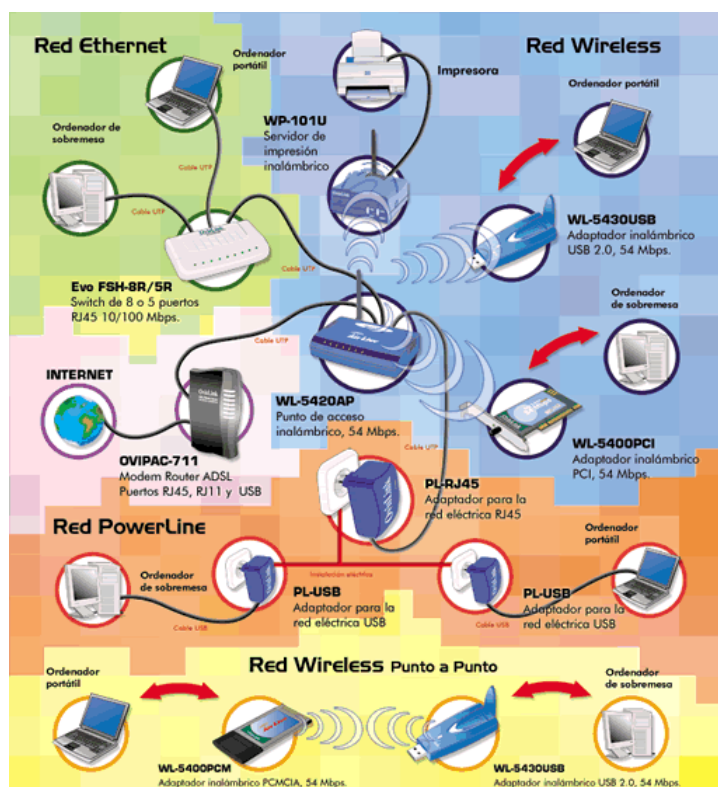 Red Ethernet
Ordenador
portátil
Ordenador de
sobremesa
Cable UTP
Cable UTP
Cable UTP
Evo FSH-8R/5R
Switch de 8 o 5 puertos
RJ45 10/100 Mbps.
Impresora
WP-101U
Servidor de
impresión
inalámbrico
Red Wireless
Ordenador portátil
WL-5430USB
Adaptador inalámbrico
USB 2.0, 54 Mbps.
Ordenador
de sobremesa
WL-5400PCI
Adaptador inalámbrico
PCI, 54 Mbps.
Cable UTP
Air Live
WL-5420AP
Punto de acceso
inalámbrico, 54 Mbps.
INTERNET
OvisLink
OVIPAC-711
Modem Router ADSL
Puertos RJ45, RJ11 y USB
Cable UTP
Red PowerLine
OvisLink
PL-RJ45
Adaptador para la
red eléctrica RJ45
Ordenador
de sobremesa
Instalación eléctrica
Cable USB
PL-USB
Adaptador para la
red eléctrica USB
Ordenador
portátil
Cable USB
PL-USB
Adaptador para la
red eléctrica USB
Red Wireless Punto a Punto
Ordenador
portátil
WL-5400PCM
Adaptador inalámbrico PCMCIA, 54 Mbps.
Ordenador
de sobremesa
WL-5430USB
Adaptador inalámbrico USB 2.0, 54 Mbps.